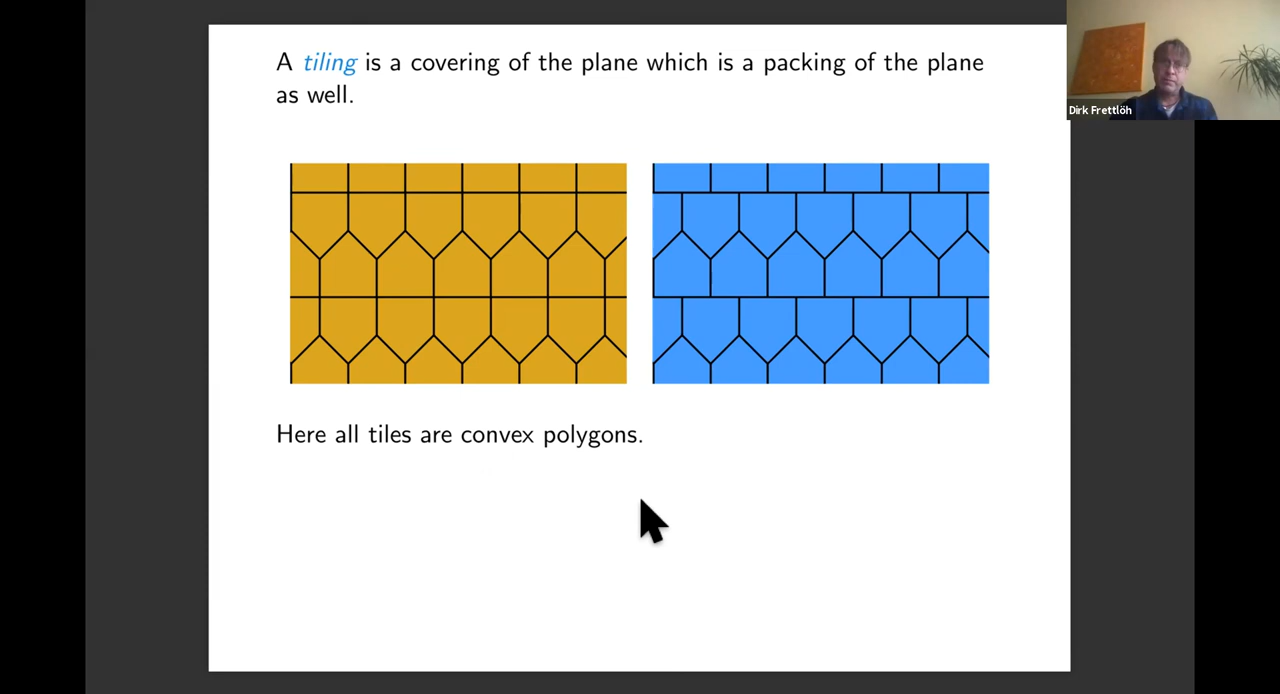 A tiling is a covering of the plane which is a packing of the plane
as well.
Dirk Frettlöh
Here all tiles are convex polygons.